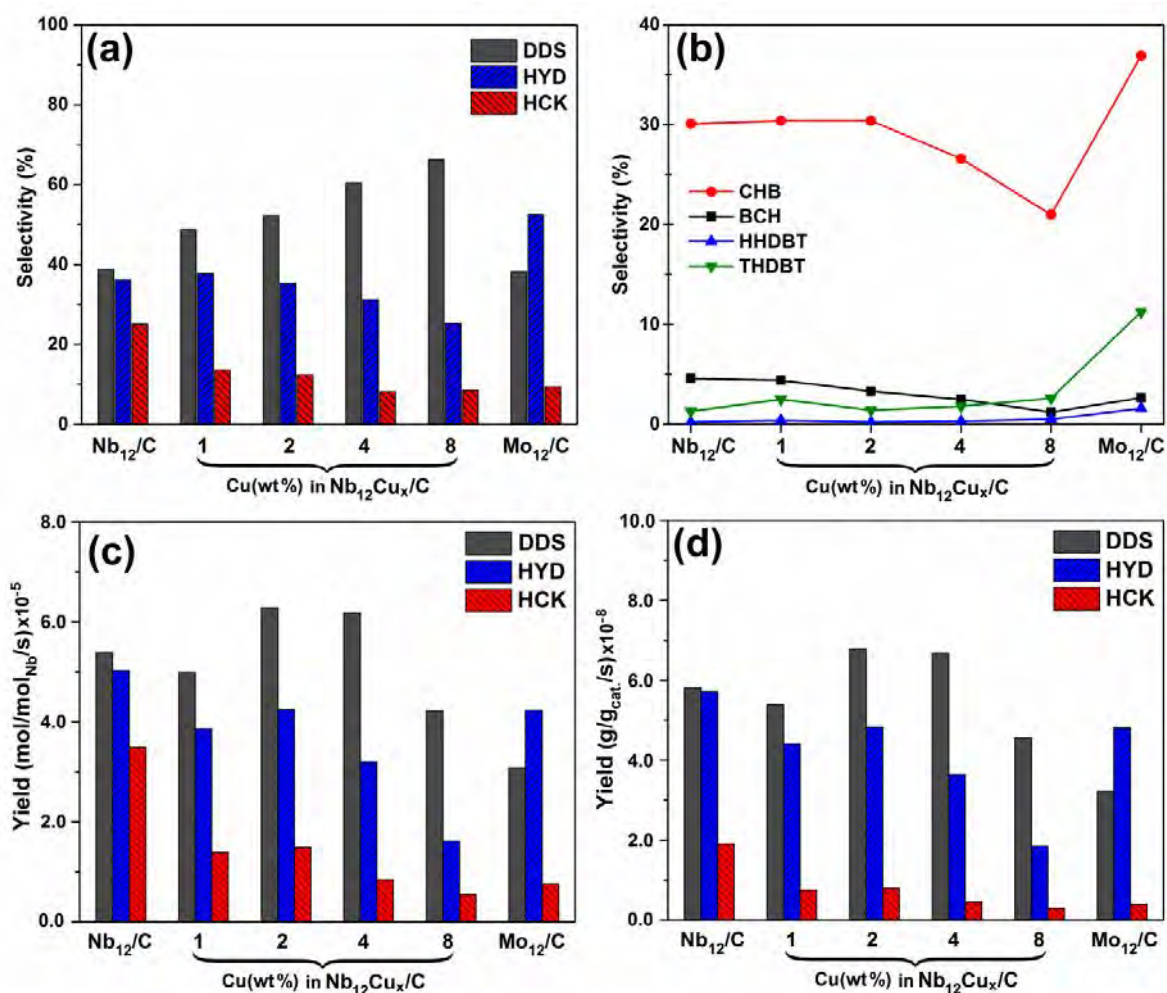 (a)
DDS
HYD
HCK
Selectivity (%)
100
80
60
40
20
0
Nb₁₂/C 1 2 4 8 Mo₁₂/C
Cu(wt%) in Nb₁₂Cuₓ/C
(b)
Selectivity (%)
40
30
20
10
0
CHB
BCH
HHDBT
THDBT
Nb₁₂/C 1 2 4 8 Mo₁₂/C
Cu(wt%) in Nb₁₂Cuₓ/C
(c)
DDS
HYD
HCK
Yield (mol/mol_Nb/s)x10⁻⁵
8.0
6.0
4.0
2.0
0.0
Nb₁₂/C 1 2 4 8 Mo₁₂/C
Cu(wt%) in Nb₁₂Cuₓ/C
(d)
DDS
HYD
HCK
Yield (g/g_cat./s)x10⁻⁸
10.0
8.0
6.0
4.0
2.0
0.0
Nb₁₂/C 1 2 4 8 Mo₁₂/C
Cu(wt%) in Nb₁₂Cuₓ/C